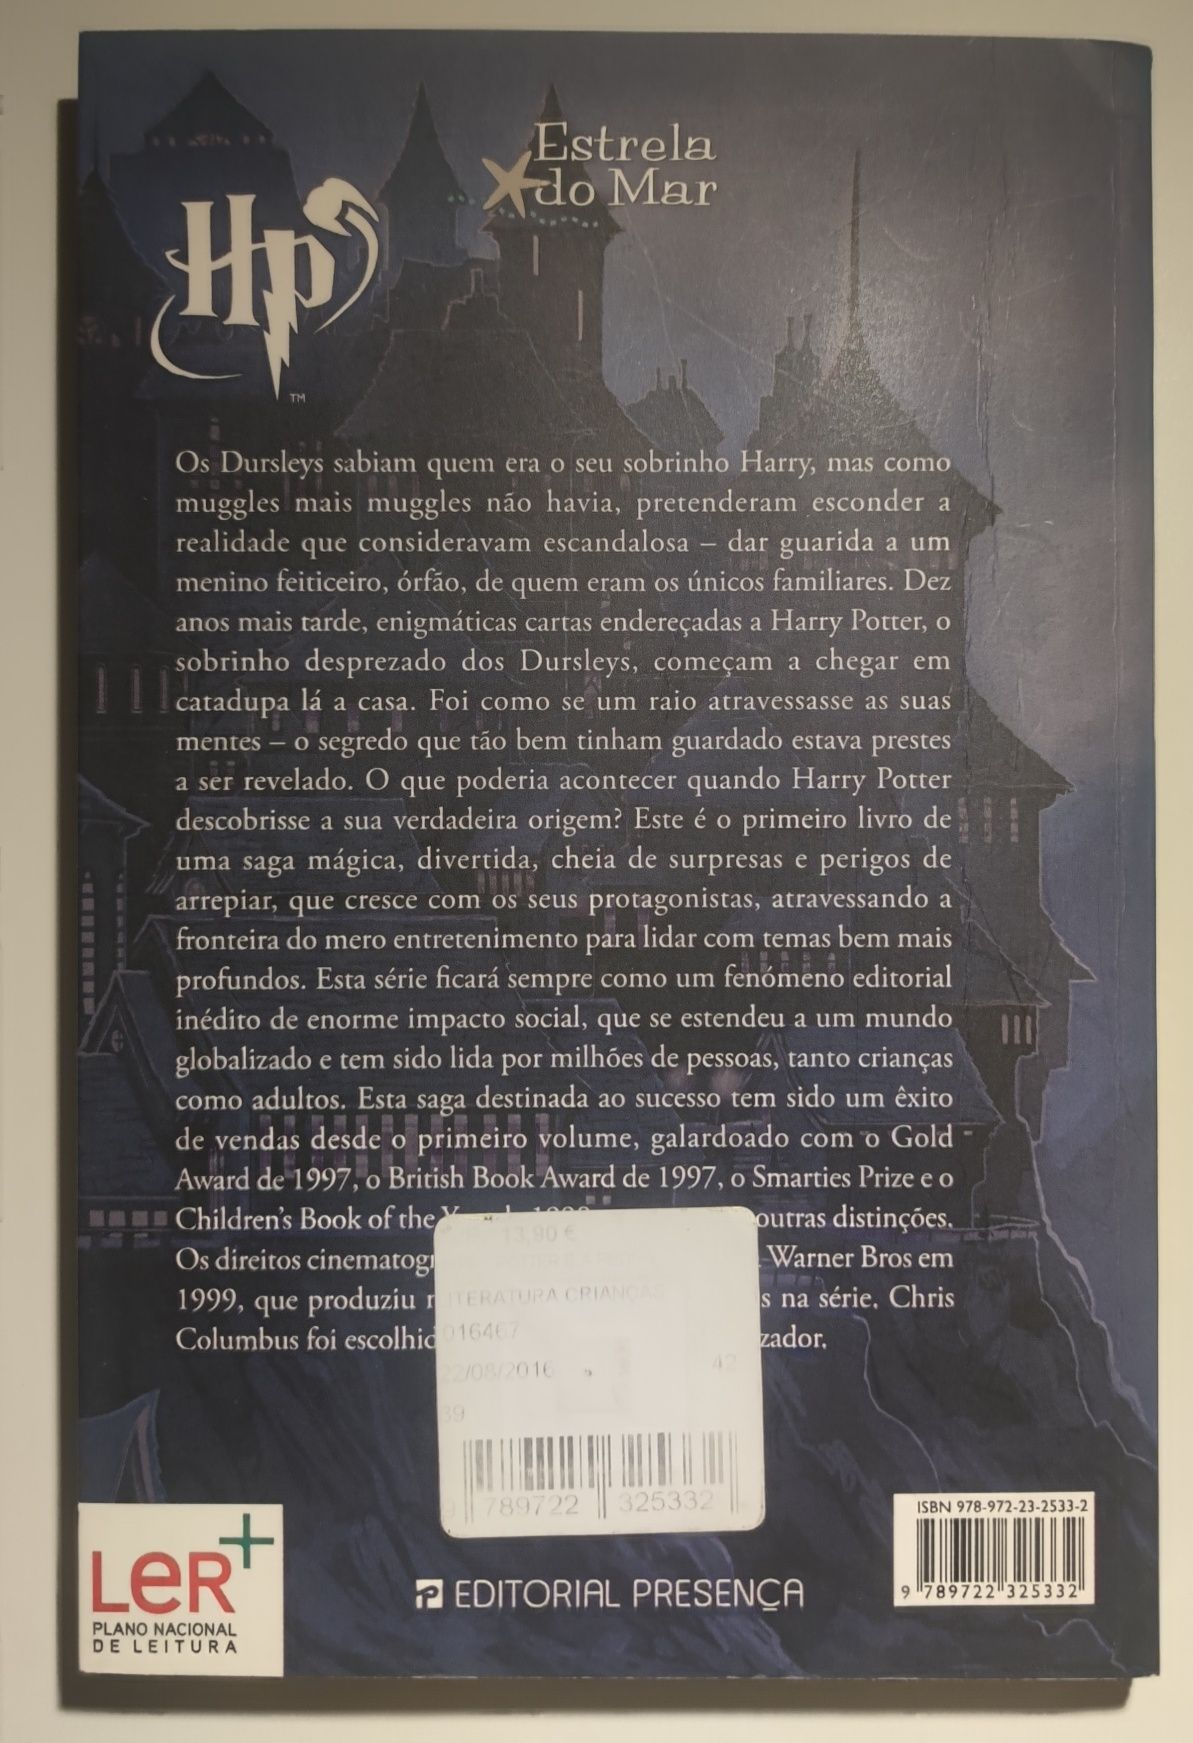 Estrela
do Mar
HP
TM
Os Dursleys sabiam quem era o seu sobrinho Harry, mas como
muggles mais muggles não havia, pretenderam esconder a
realidade que consideravam escandalosa – dar guarida a um
menino feiticeiro, órfão, de quem eram os únicos familiares. Dez
anos mais tarde, enigmáticas cartas endereçadas a Harry Potter, o
sobrinho desprezado dos Dursleys, começam a chegar em
catadupa lá a casa. Foi como se um raio atravessasse as suas
mentes – o segredo que tão bem tinham guardado estava prestes
a ser revelado. O que poderia acontecer quando Harry Potter
descobrisse a sua verdadeira origem? Este é o primeiro livro de
uma saga mágica, divertida, cheia de surpresas e perigos de
arrepiar, que cresce com os seus protagonistas, atravessando a
fronteira do mero entretenimento para lidar com temas bem mais
profundos. Esta série ficará sempre como um fenómeno editorial
inédito de enorme impacto social, que se estendeu a um mundo
globalizado e tem sido lida por milhões de pessoas, tanto crianças
como adultos. Esta saga destinada ao sucesso tem sido um êxito
de vendas desde o primeiro volume, galardoado com o Gold
Award de 1997, o British Book Award de 1997, o Smarties Prize e o
Children's Book of the outras distinções.
Os direitos Warner Bros em
1999, que produziu na série. Chris
Columbus foi
13,90 €
LITERATURA CRIANÇAS
016467
22/08/2016 42
39
9 789722 325332
LeR+
PLANO NACIONAL
DE LEITURA
EDITORIAL PRESENÇA
ISBN 978-972-23-2533-2
9 789722 325332